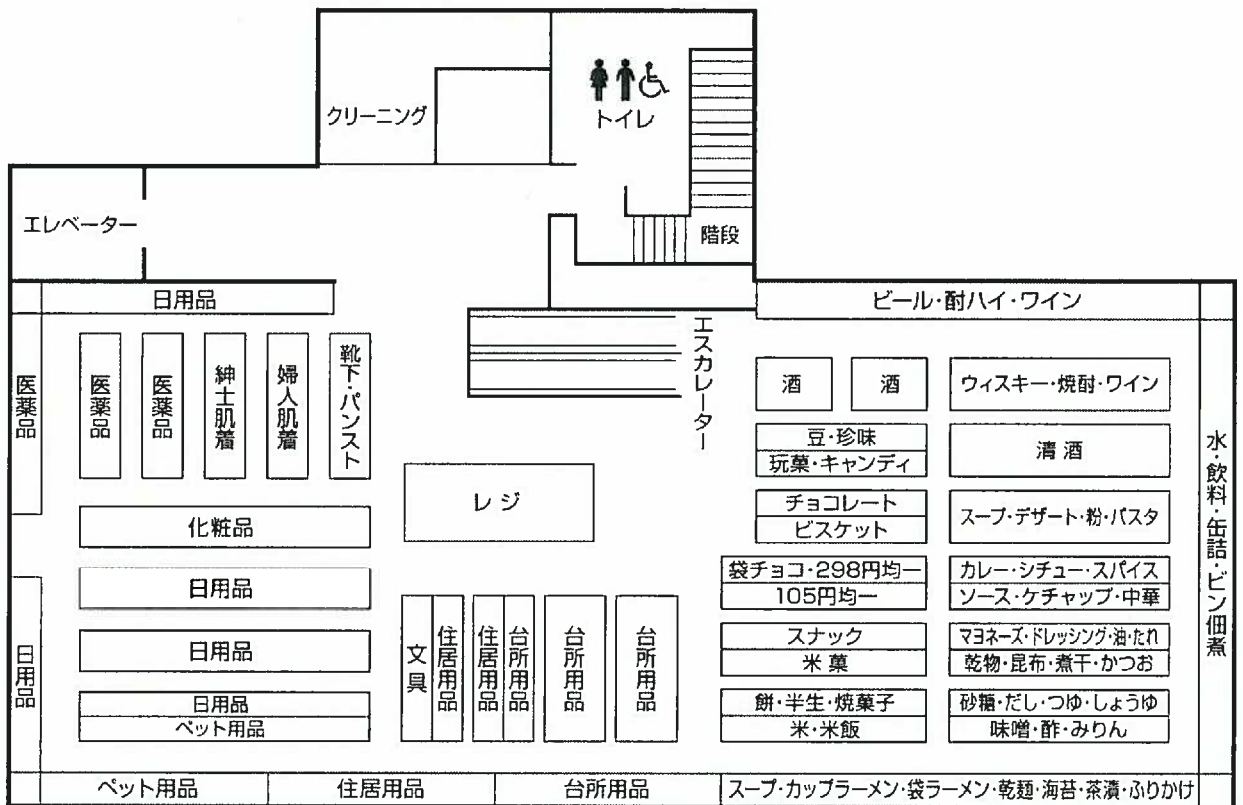 クリーニング
トイレ
エレベーター
階段
日用品
ビール・酎ハイ・ワイン
エスカレーター
医薬品
医薬品
医薬品
紳士肌着
婦人肌着
靴下・パンスト
酒
酒
ウィスキー・焼酎・ワイン
豆・珍味
玩菓・キャンディ
清酒
水・飲料・缶詰・ビン佃煮
レジ
チョコレート
ビスケット
スープ・デザート・粉・パスタ
化粧品
日用品
袋チョコ・298円均一
105円均一
カレー・シチュー・スパイス
ソース・ケチャップ・中華
日用品
日用品
文具
住居用品
住居用品
台所用品
台所用品
台所用品
スナック
米菓
マヨネーズ・ドレッシング・油・たれ
乾物・昆布・煮干・かつお
日用品
ペット用品
餅・半生・焼菓子
米・米飯
砂糖・だし・つゆ・しょうゆ
味噌・酢・みりん
ペット用品
住居用品
台所用品
スープ・カップラーメン・袋ラーメン・乾麺・海苔・茶漬・ふりかけ